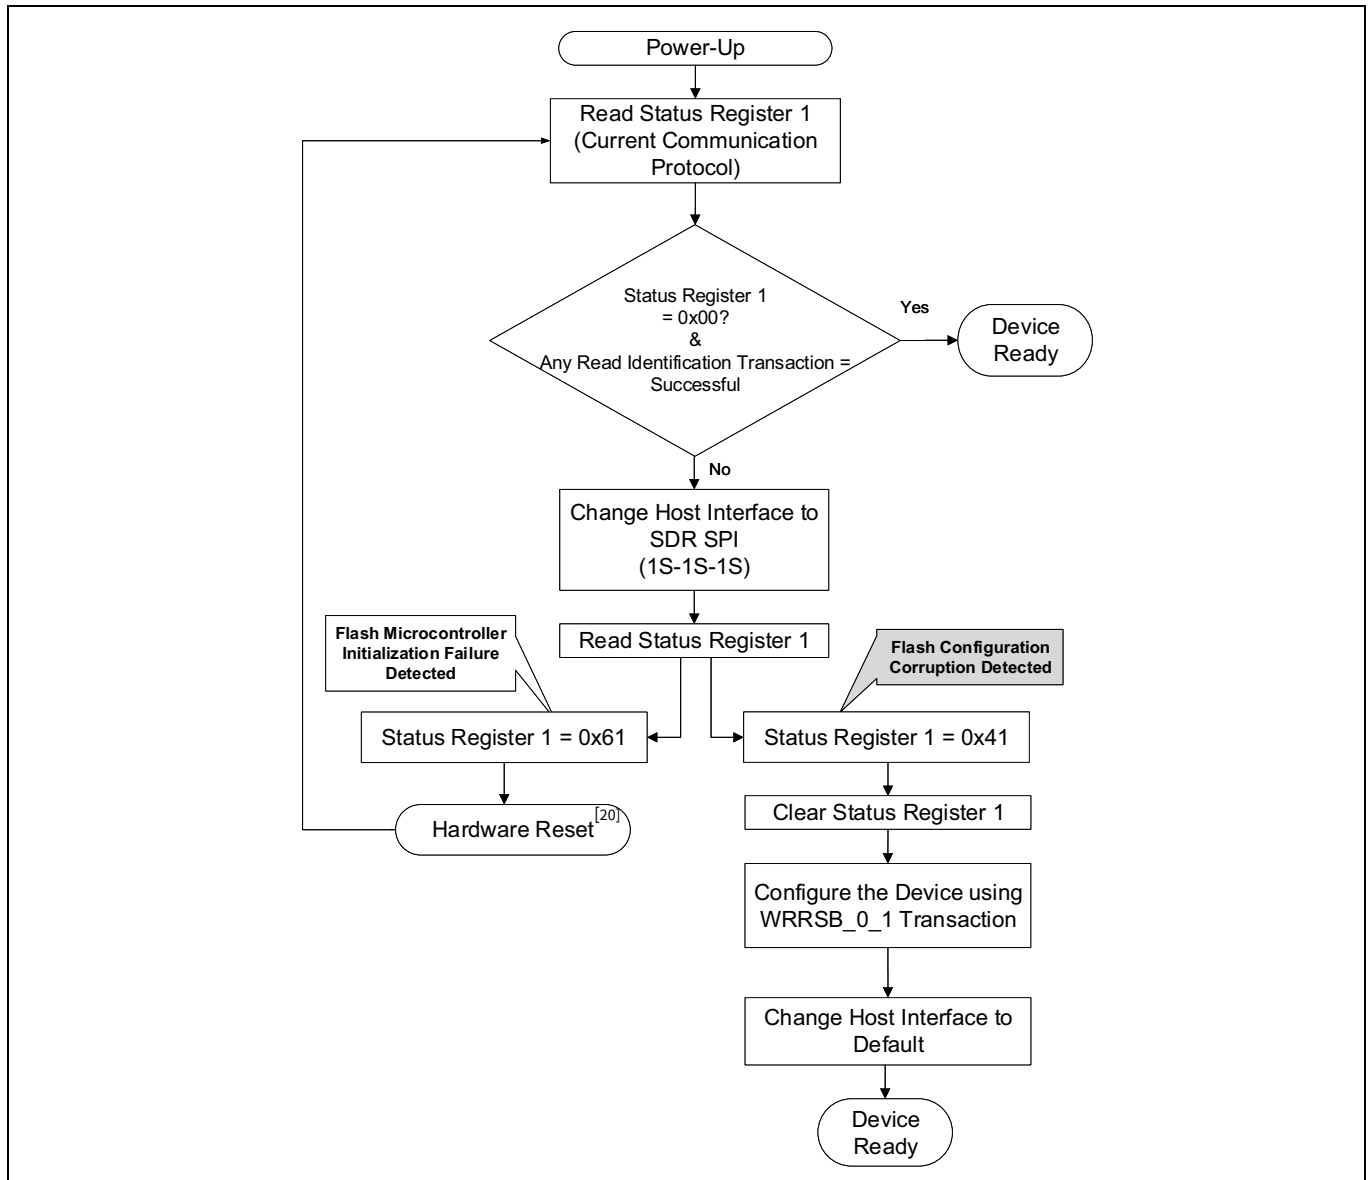 Power-Up
Read Status Register 1
(Current Communication
Protocol)
Status Register 1
= 0x00?
&
Any Read Identification Transaction =
Successful
Yes
Device
Ready
No
Change Host Interface to
SDR SPI
(1S-1S-1S)
Read Status Register 1
Flash Microcontroller
Initialization Failure
Detected
Flash Configuration
Corruption Detected
Status Register 1 = 0x61
Status Register 1 = 0x41
Hardware Reset[20]
Clear Status Register 1
Configure the Device using
WRRSB_0_1 Transaction
Change Host Interface to
Default
Device
Ready